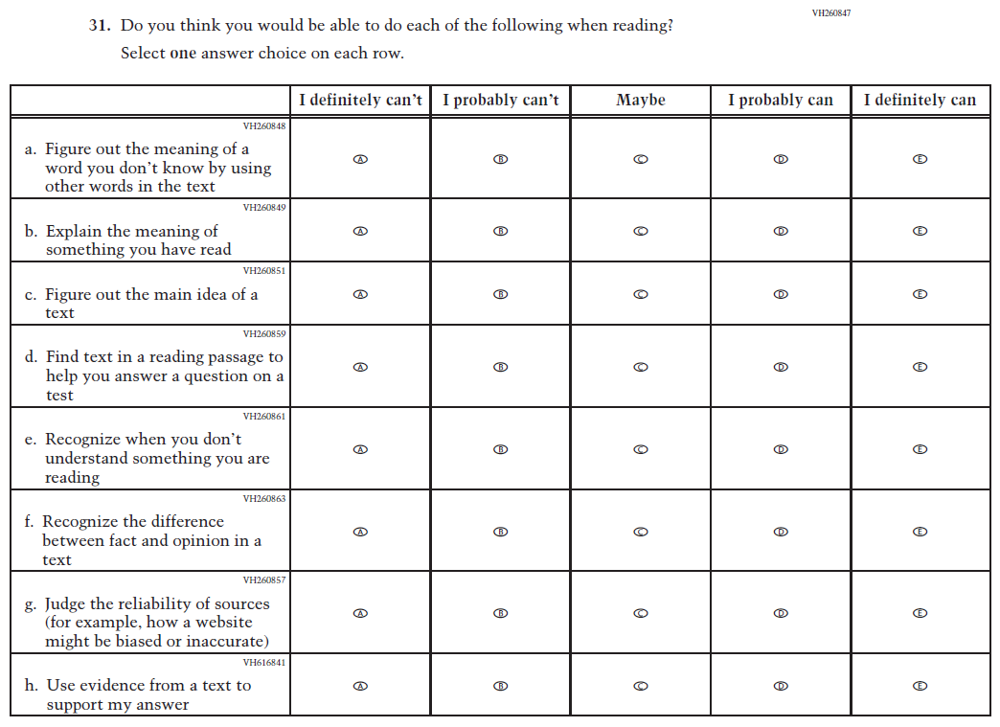 VH260847
31. Do you think you would be able to do each of the following when reading?
Select one answer choice on each row.
I definitely can't I probably can't Maybe I probably can I definitely can
VH260848
a. Figure out the meaning of a
word you don't know by using
other words in the text
A B C D E
VH260849
b. Explain the meaning of
something you have read
A B C D E
VH260851
c. Figure out the main idea of a
text
A B C D E
VH260859
d. Find text in a reading passage to
help you answer a question on a
test
A B C D E
VH260861
e. Recognize when you don't
understand something you are
reading
A B C D E
VH260863
f. Recognize the difference
between fact and opinion in a
text
A B C D E
VH260857
g. Judge the reliability of sources
(for example, how a website
might be biased or inaccurate)
A B C D E
VH616841
h. Use evidence from a text to
support my answer
A B C D E